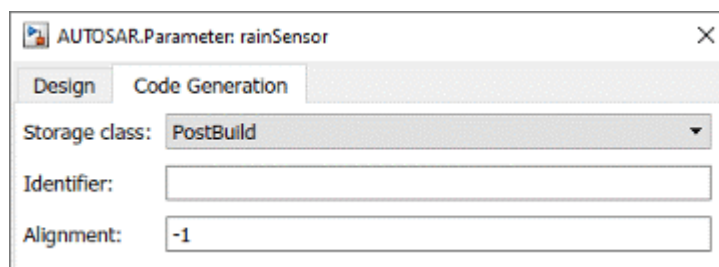 AUTOSAR.Parameter: rainSensor
Design Code Generation
Storage class: PostBuild
Identifier:
Alignment: -1